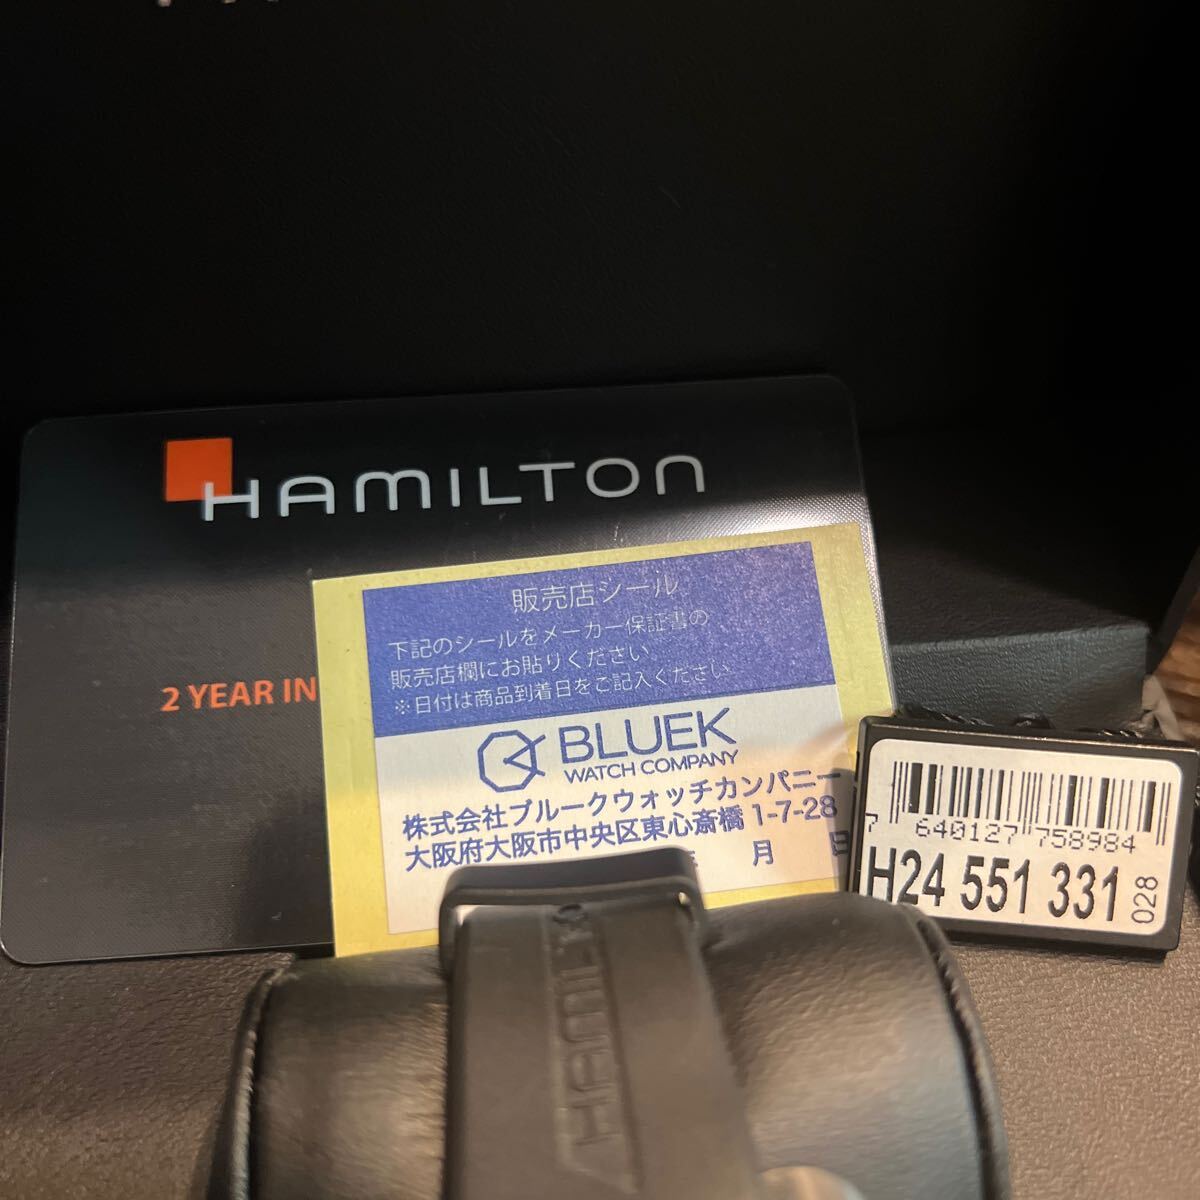 HAMILTON
2 YEAR IN
販売店シール
下記のシールをメーカー保証書の
販売店欄にお貼りください
※日付は商品到着日をご記入ください
BLUEK
WATCH COMPANY
株式会社ブルークウォッチカンパニー
大阪府大阪市中央区東心斎橋 1-7-28
月 日
7 640127 758984
H24 551 331
028
HAMILTON